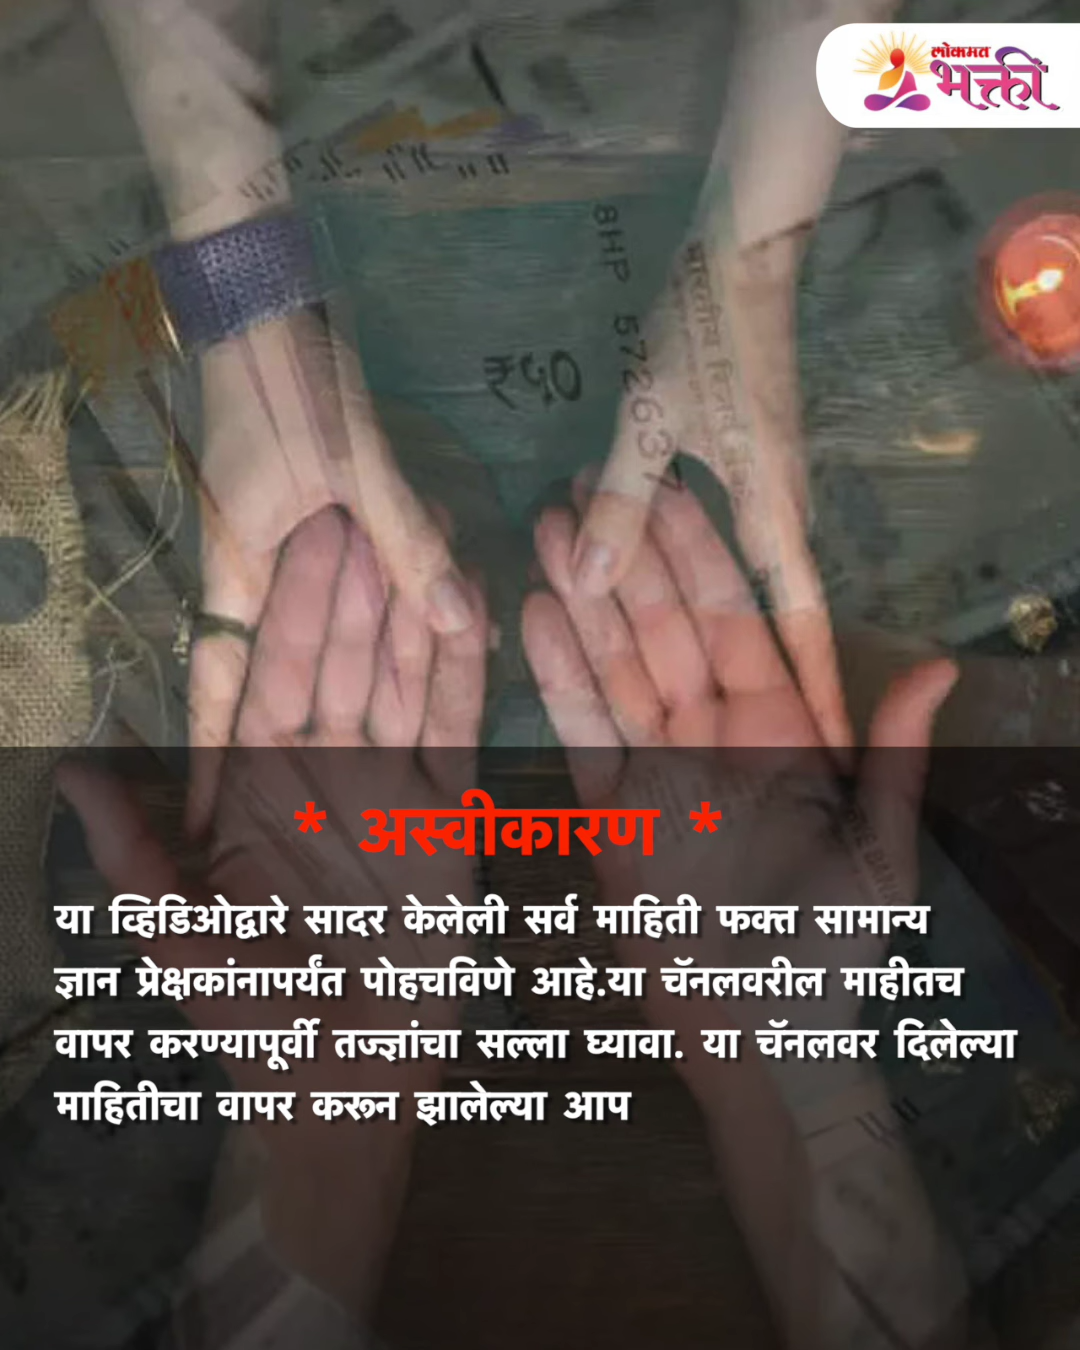 लोकमत
भक्ती
8HP 572637
₹५०
* अस्वीकारण *
या व्हिडिओद्वारे सादर केलेली सर्व माहिती फक्त सामान्य
ज्ञान प्रेक्षकांनापर्यंत पोहचविणे आहे.या चॅनलवरील माहीतच
वापर करण्यापूर्वी तज्ज्ञांचा सल्ला घ्यावा. या चॅनलवर दिलेल्या
माहितीचा वापर करून झालेल्या आप